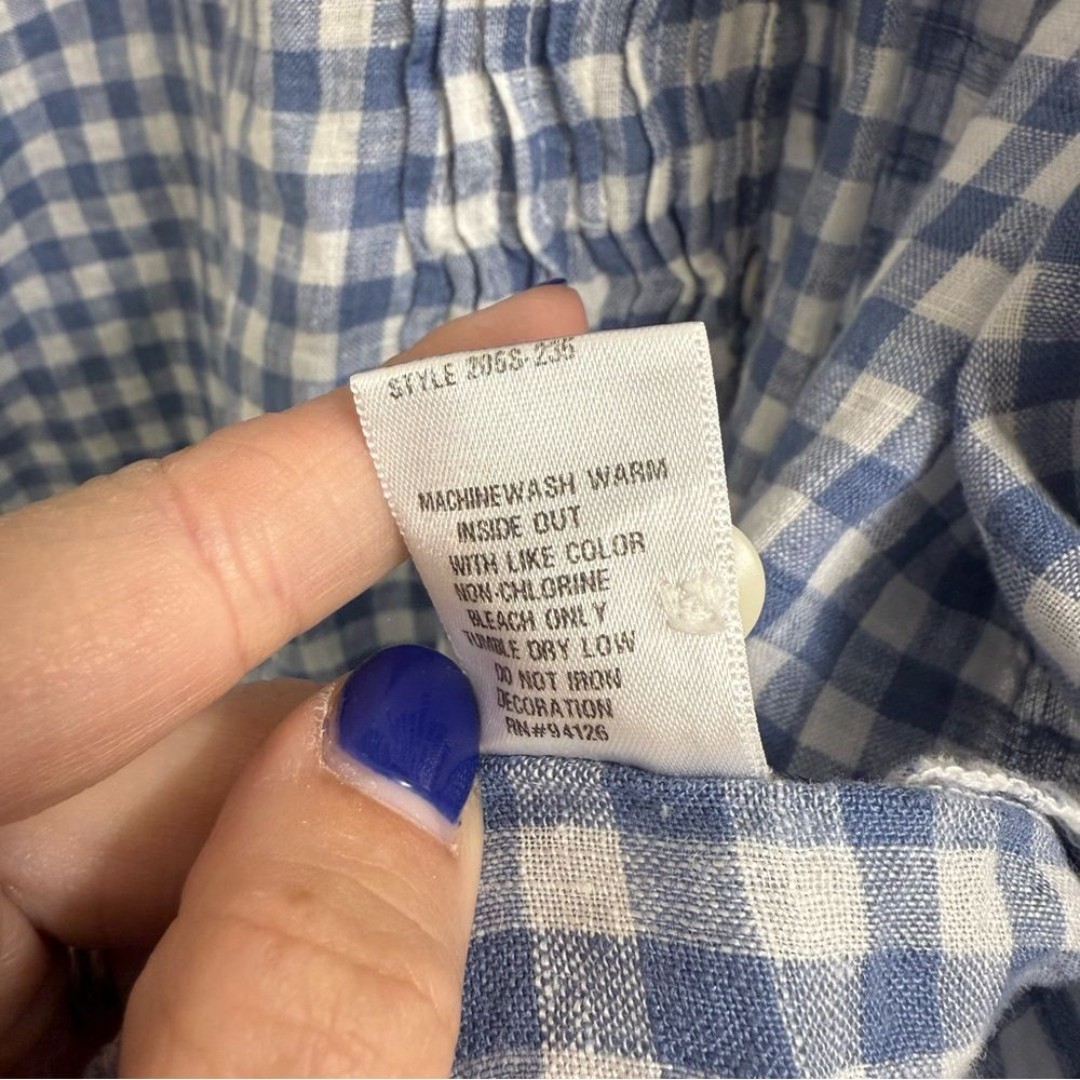 STYLE 206S-235
MACHINEWASH WARM
INSIDE OUT
WITH LIKE COLOR
NON-CHLORINE
BLEACH ONLY
TUMBLE DRY LOW
DO NOT IRON
DECORATION
RN#94126